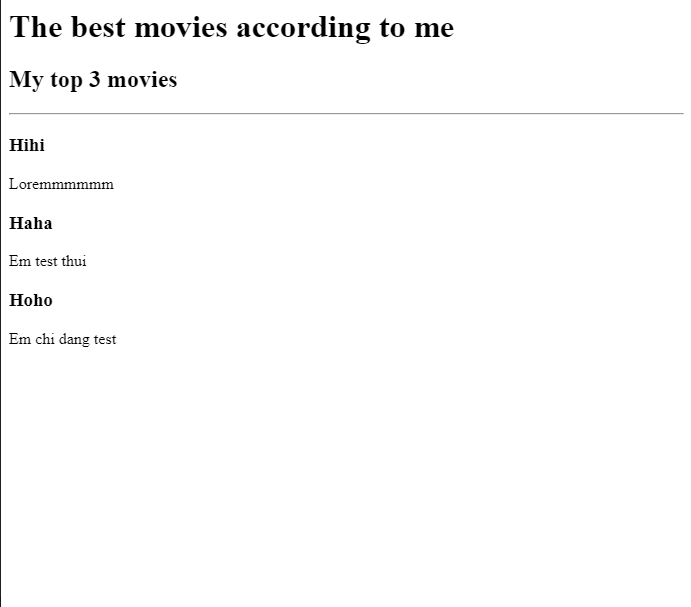 The best movies according to me
My top 3 movies
Hihi
Loremmmmmm
Haha
Em test thui
Hoho
Em chi dang test